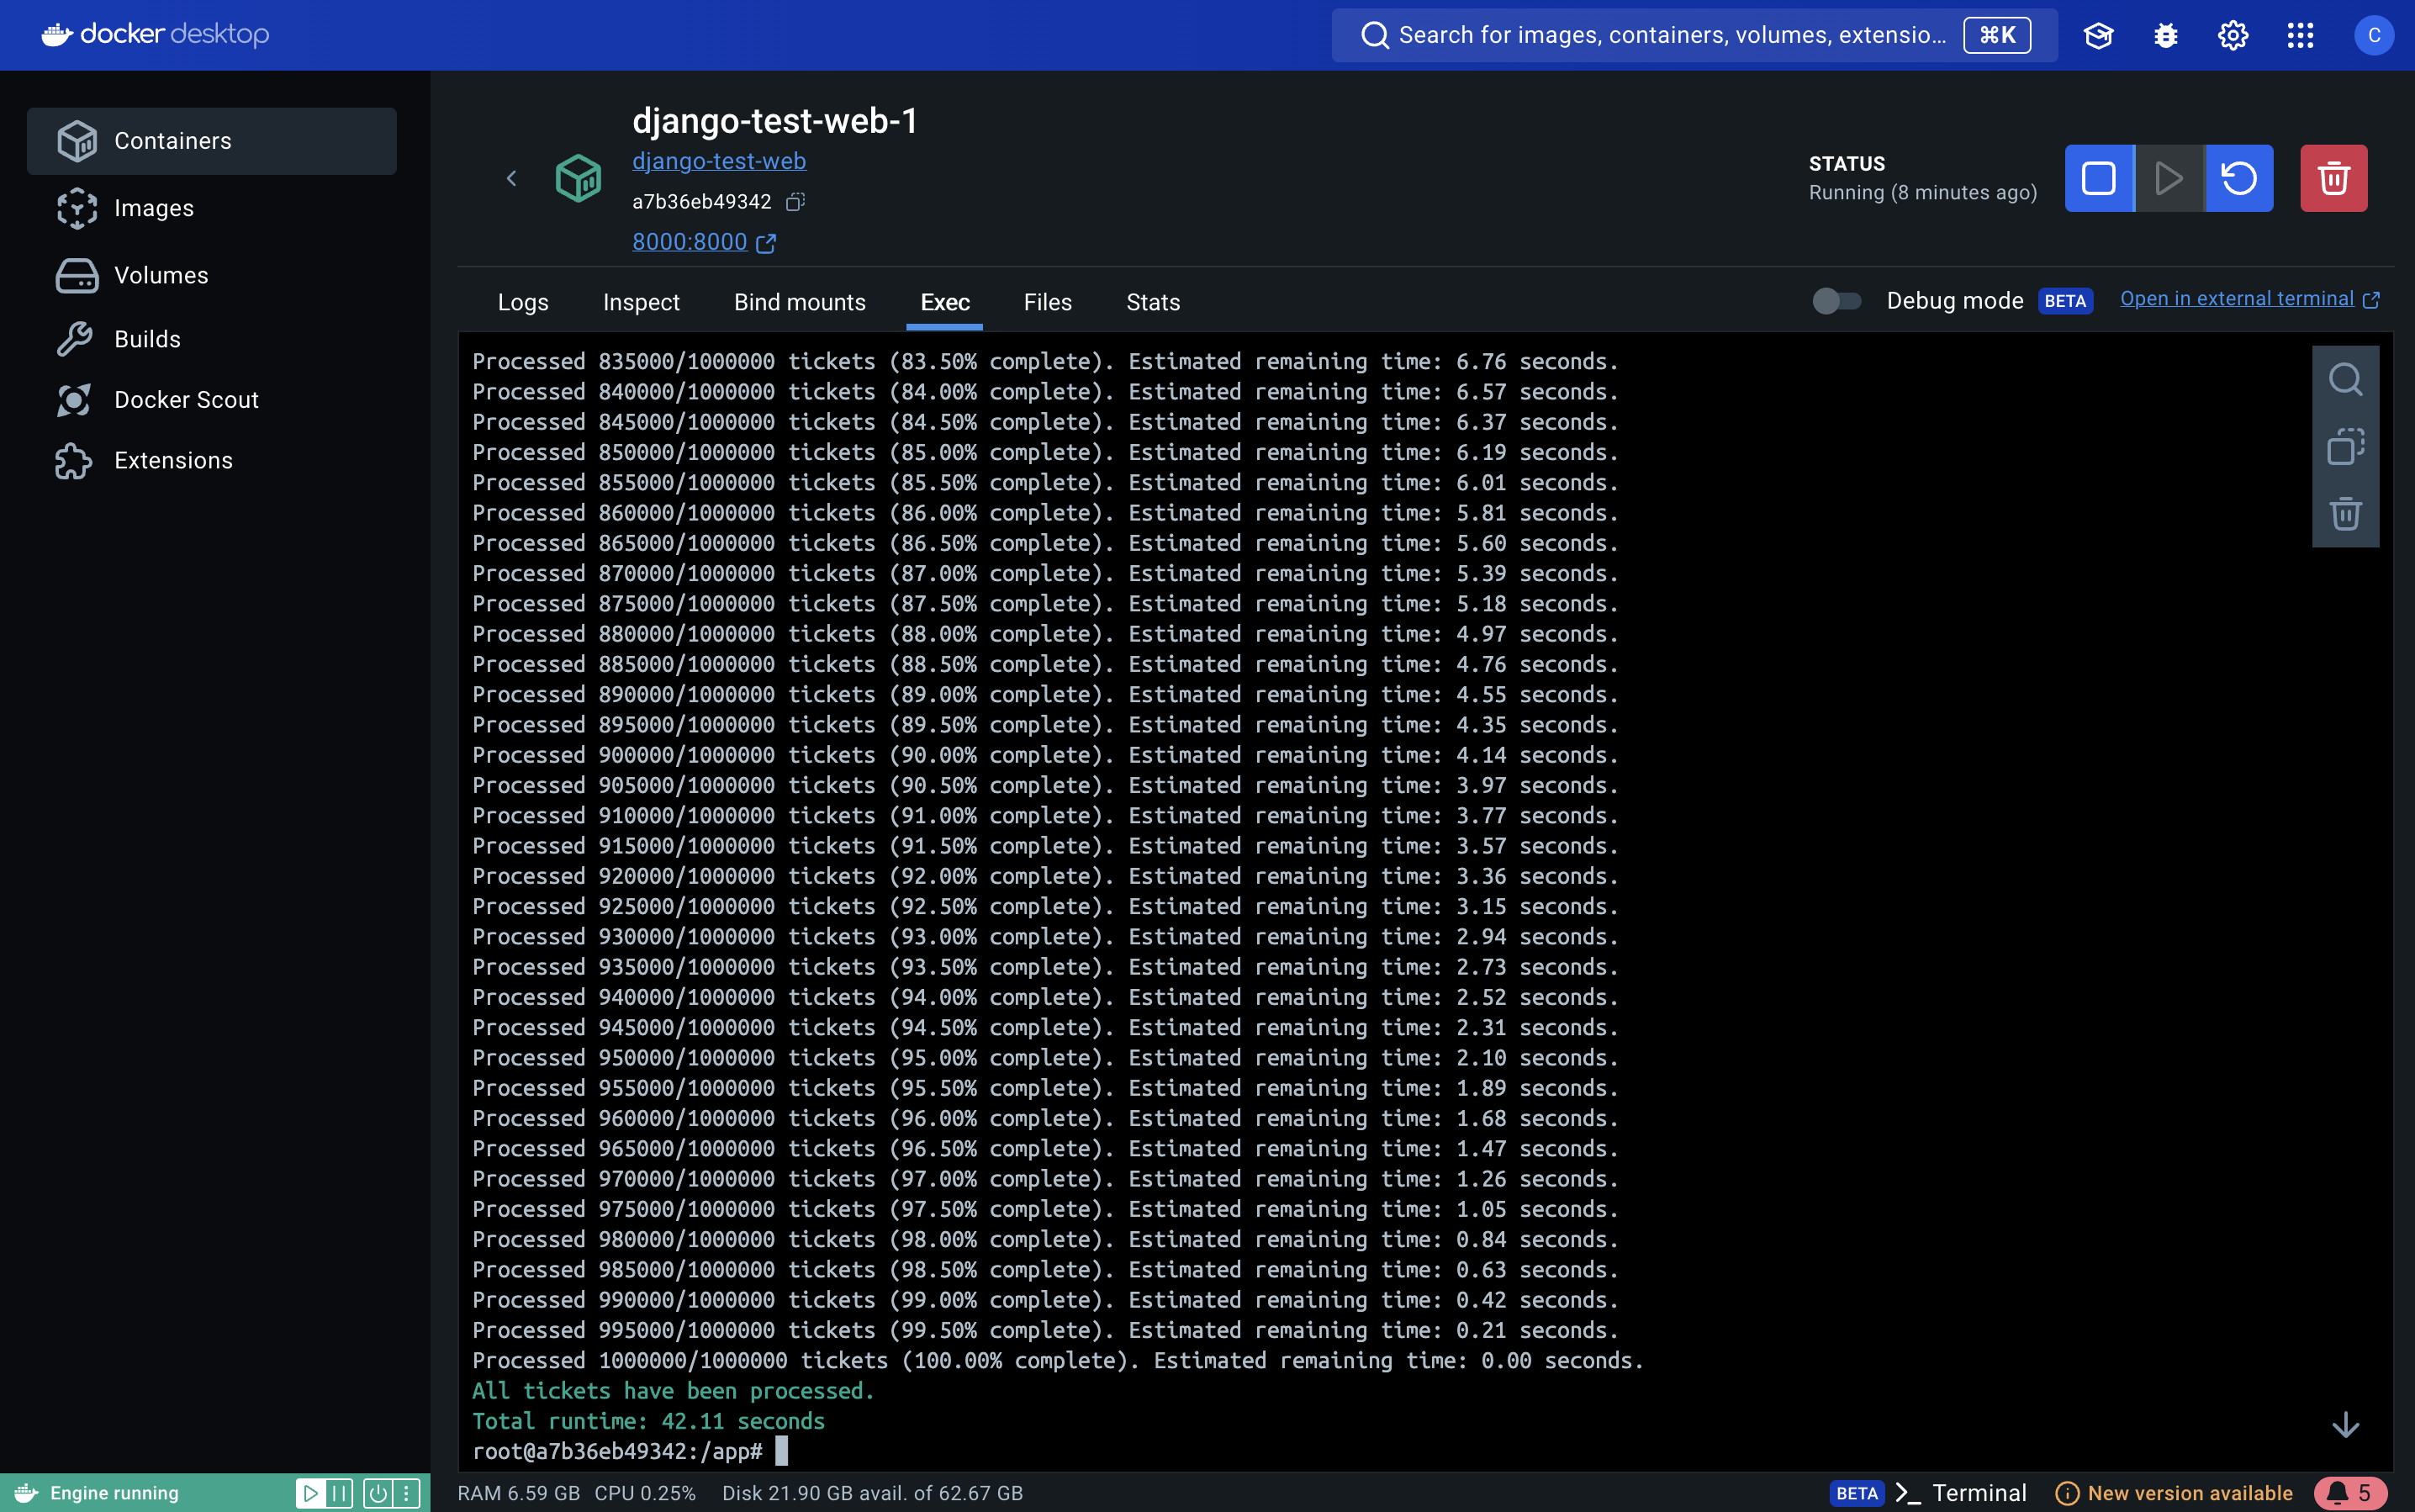 docker desktop
Search for images, containers, volumes, extensio... ⌘K
C
Containers
Images
Volumes
Builds
Docker Scout
Extensions
django-test-web-1
django-test-web
a7b36eb49342
8000:8000
STATUS
Running (8 minutes ago)
Logs Inspect Bind mounts Exec Files Stats
Debug mode BETA Open in external terminal
Processed 835000/1000000 tickets (83.50% complete). Estimated remaining time: 6.76 seconds.
Processed 840000/1000000 tickets (84.00% complete). Estimated remaining time: 6.57 seconds.
Processed 845000/1000000 tickets (84.50% complete). Estimated remaining time: 6.37 seconds.
Processed 850000/1000000 tickets (85.00% complete). Estimated remaining time: 6.19 seconds.
Processed 855000/1000000 tickets (85.50% complete). Estimated remaining time: 6.01 seconds.
Processed 860000/1000000 tickets (86.00% complete). Estimated remaining time: 5.81 seconds.
Processed 865000/1000000 tickets (86.50% complete). Estimated remaining time: 5.60 seconds.
Processed 870000/1000000 tickets (87.00% complete). Estimated remaining time: 5.39 seconds.
Processed 875000/1000000 tickets (87.50% complete). Estimated remaining time: 5.18 seconds.
Processed 880000/1000000 tickets (88.00% complete). Estimated remaining time: 4.97 seconds.
Processed 885000/1000000 tickets (88.50% complete). Estimated remaining time: 4.76 seconds.
Processed 890000/1000000 tickets (89.00% complete). Estimated remaining time: 4.55 seconds.
Processed 895000/1000000 tickets (89.50% complete). Estimated remaining time: 4.35 seconds.
Processed 900000/1000000 tickets (90.00% complete). Estimated remaining time: 4.14 seconds.
Processed 905000/1000000 tickets (90.50% complete). Estimated remaining time: 3.97 seconds.
Processed 910000/1000000 tickets (91.00% complete). Estimated remaining time: 3.77 seconds.
Processed 915000/1000000 tickets (91.50% complete). Estimated remaining time: 3.57 seconds.
Processed 920000/1000000 tickets (92.00% complete). Estimated remaining time: 3.36 seconds.
Processed 925000/1000000 tickets (92.50% complete). Estimated remaining time: 3.15 seconds.
Processed 930000/1000000 tickets (93.00% complete). Estimated remaining time: 2.94 seconds.
Processed 935000/1000000 tickets (93.50% complete). Estimated remaining time: 2.73 seconds.
Processed 940000/1000000 tickets (94.00% complete). Estimated remaining time: 2.52 seconds.
Processed 945000/1000000 tickets (94.50% complete). Estimated remaining time: 2.31 seconds.
Processed 950000/1000000 tickets (95.00% complete). Estimated remaining time: 2.10 seconds.
Processed 955000/1000000 tickets (95.50% complete). Estimated remaining time: 1.89 seconds.
Processed 960000/1000000 tickets (96.00% complete). Estimated remaining time: 1.68 seconds.
Processed 965000/1000000 tickets (96.50% complete). Estimated remaining time: 1.47 seconds.
Processed 970000/1000000 tickets (97.00% complete). Estimated remaining time: 1.26 seconds.
Processed 975000/1000000 tickets (97.50% complete). Estimated remaining time: 1.05 seconds.
Processed 980000/1000000 tickets (98.00% complete). Estimated remaining time: 0.84 seconds.
Processed 985000/1000000 tickets (98.50% complete). Estimated remaining time: 0.63 seconds.
Processed 990000/1000000 tickets (99.00% complete). Estimated remaining time: 0.42 seconds.
Processed 995000/1000000 tickets (99.50% complete). Estimated remaining time: 0.21 seconds.
Processed 1000000/1000000 tickets (100.00% complete). Estimated remaining time: 0.00 seconds.
All tickets have been processed.
Total runtime: 42.11 seconds
root@a7b36eb49342:/app#
Engine running
RAM 6.59 GB CPU 0.25% Disk 21.90 GB avail. of 62.67 GB
BETA >_ Terminal
New version available
5